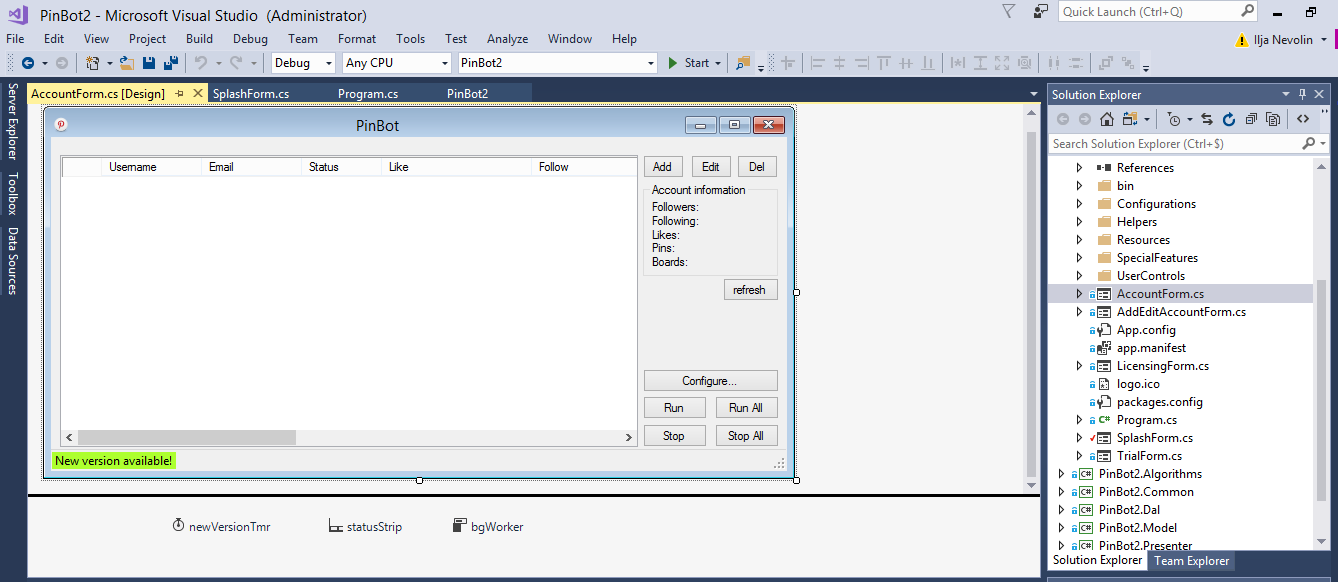 PinBot2 - Microsoft Visual Studio (Administrator)
Quick Launch (Ctrl+Q)
File Edit View Project Build Debug Team Format Tools Test Analyze Window Help
Ilja Nevolin
Debug Any CPU PinBot2 Start
AccountForm.cs [Design] SplashForm.cs Program.cs PinBot2
Server Explorer
Toolbox
Data Sources
PinBot
Username Email Status Like Follow
Add Edit Del
Account information
Followers:
Following:
Likes:
Pins:
Boards:
refresh
Configure...
Run Run All
Stop Stop All
New version available!
newVersionTmr statusStrip bgWorker
Solution Explorer
Search Solution Explorer (Ctrl+$)
References
bin
Configurations
Helpers
Resources
SpecialFeatures
UserControls
AccountForm.cs
AddEditAccountForm.cs
App.config
app.manifest
LicensingForm.cs
logo.ico
packages.config
C# Program.cs
SplashForm.cs
TrialForm.cs
C# PinBot2.Algorithms
C# PinBot2.Common
C# PinBot2.Dal
C# PinBot2.Model
C# PinBot2.Presenter
Solution Explorer Team Explorer